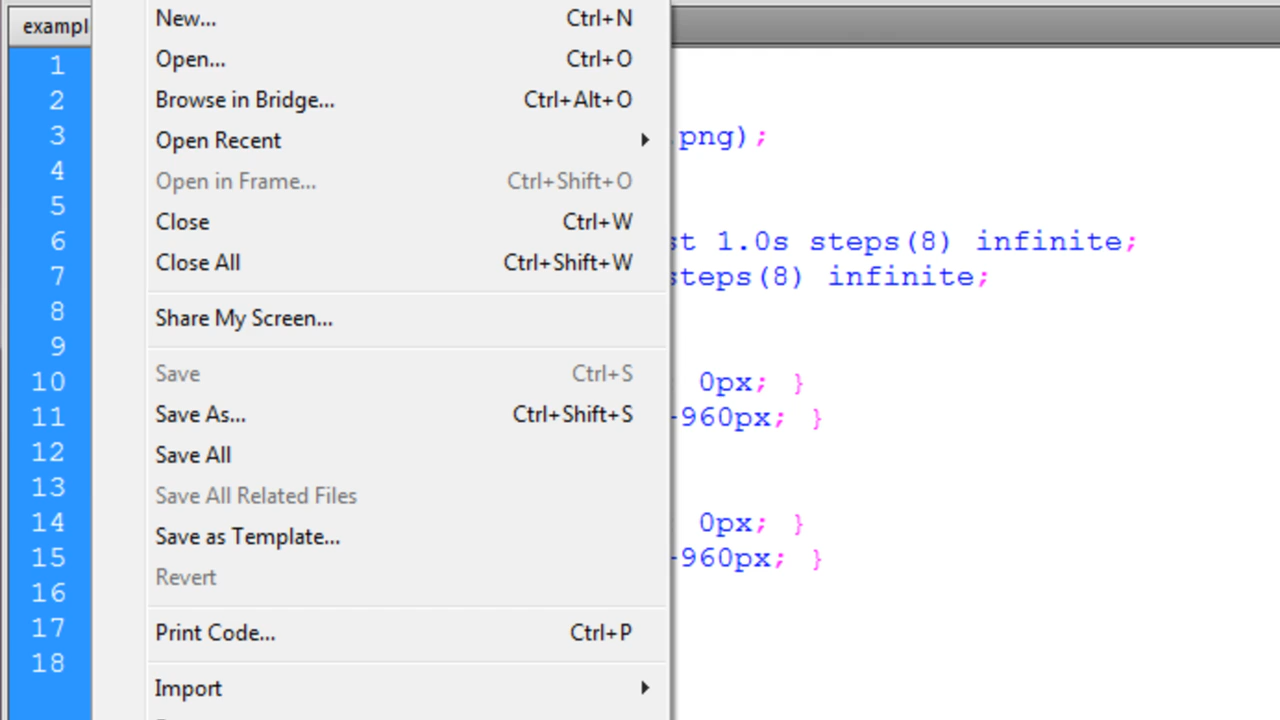 exampl
New... Ctrl+N
Open... Ctrl+O
Browse in Bridge... Ctrl+Alt+O
Open Recent
Open in Frame... Ctrl+Shift+O
Close Ctrl+W
Close All Ctrl+Shift+W
Share My Screen...
Save Ctrl+S
Save As... Ctrl+Shift+S
Save All
Save All Related Files
Save as Template...
Revert
Print Code... Ctrl+P
Import
1
2
3 png);
4
5
6 st 1.0s steps(8) infinite;
7 steps(8) infinite;
8
9
10 0px; }
11 -960px; }
12
13
14 0px; }
15 -960px; }
16
17
18